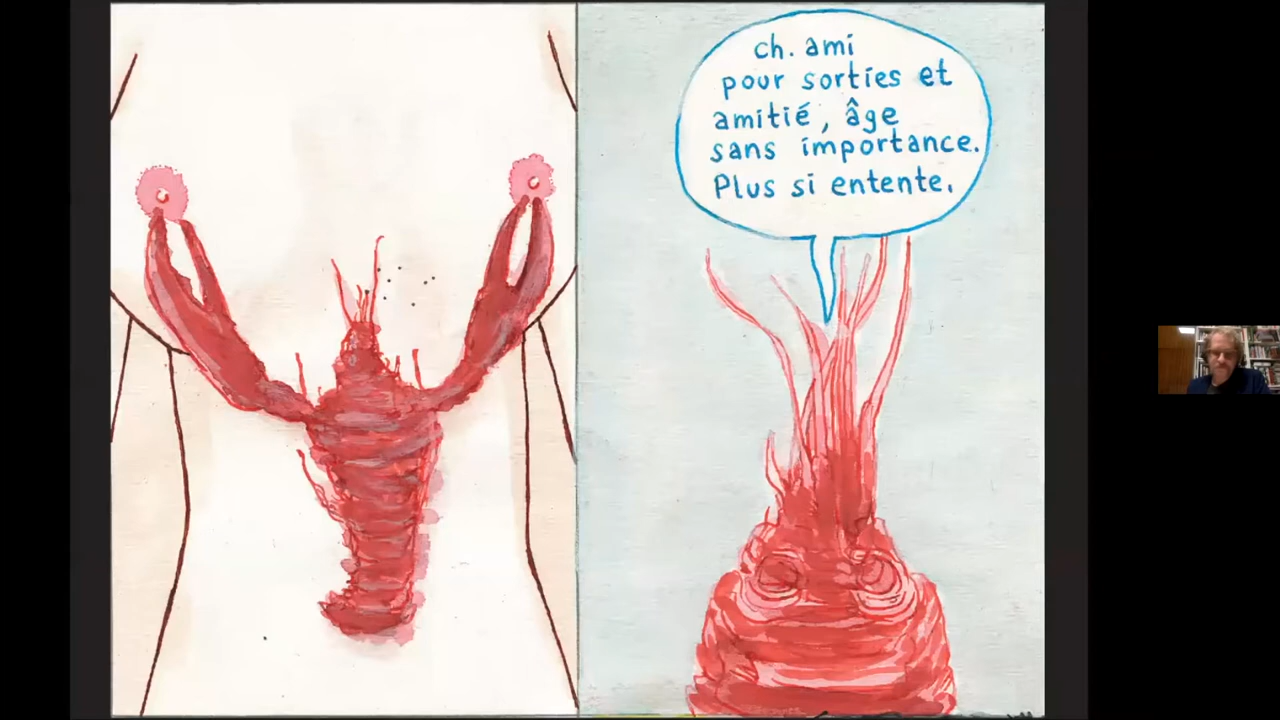 ch. ami
pour sorties et
amitié, âge
sans importance.
Plus si entente.